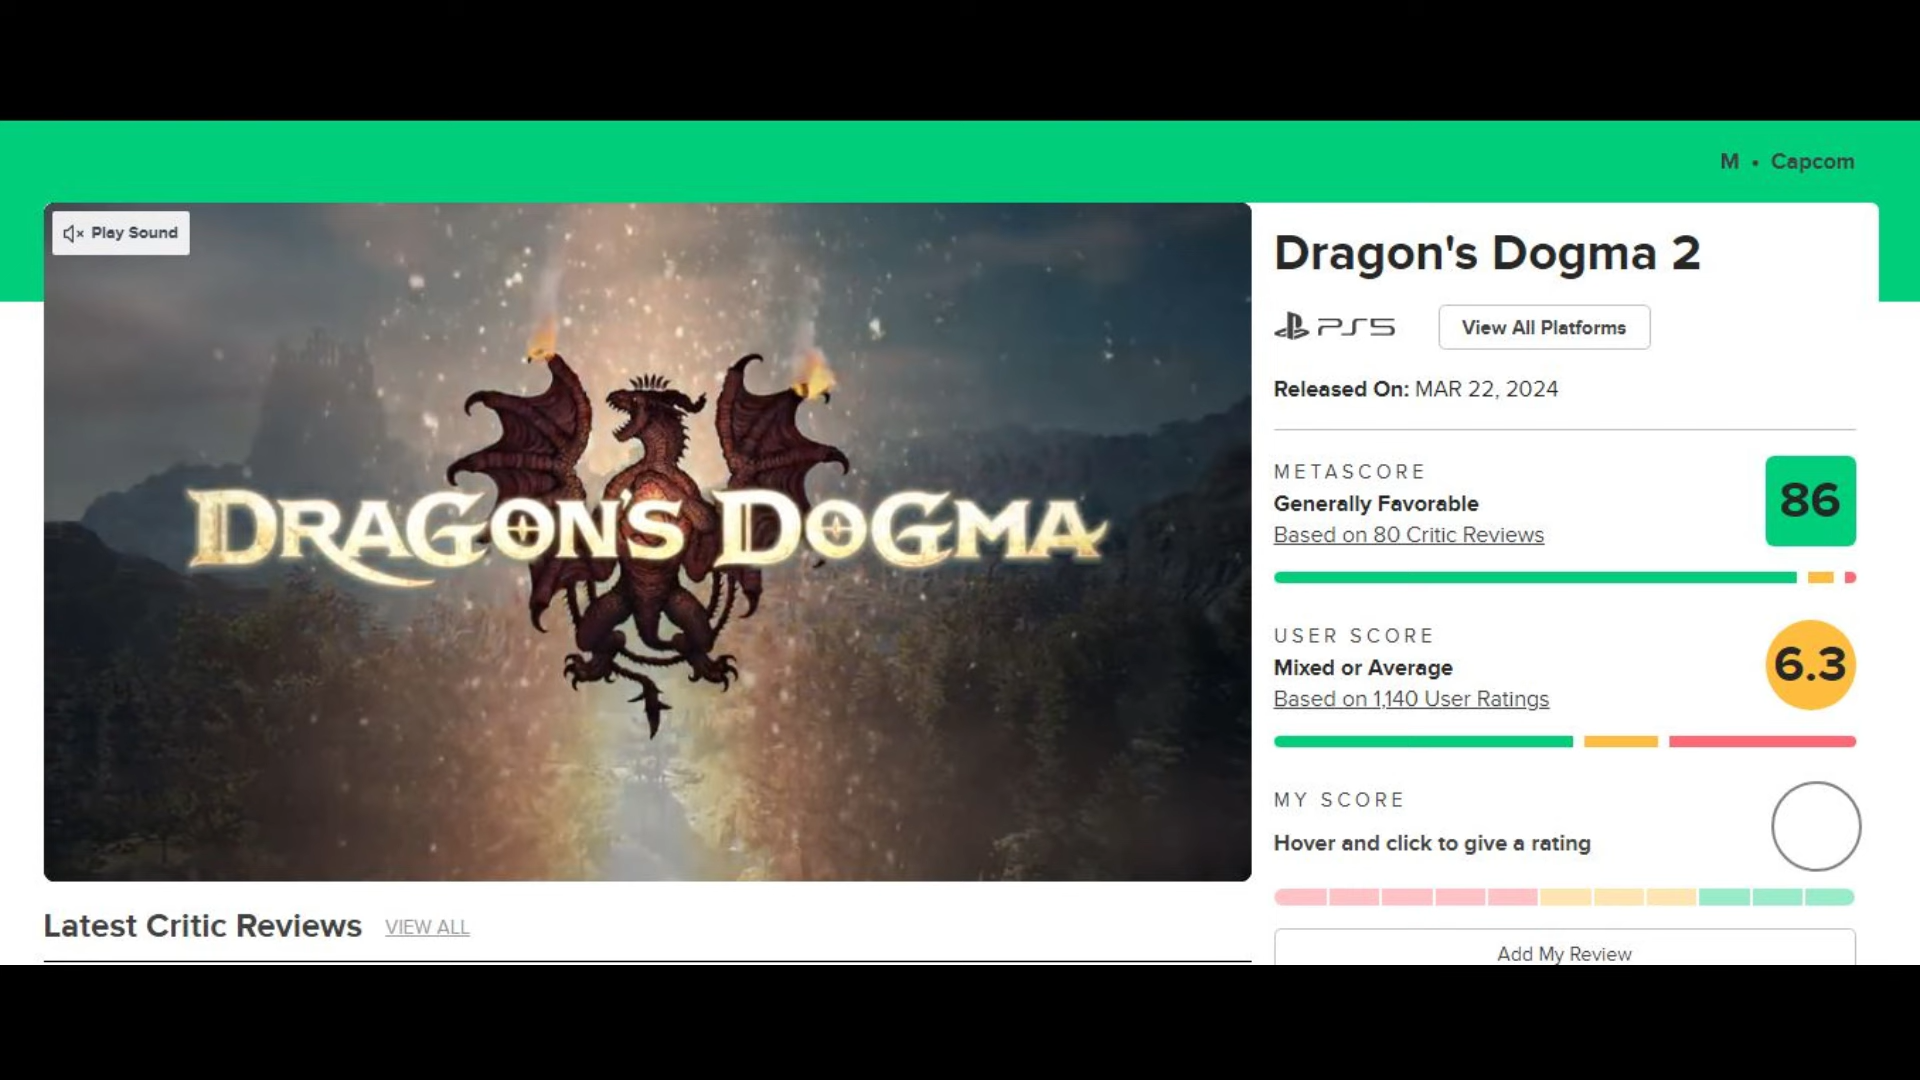 M • Capcom
Play Sound
DRAGON'S DOGMA
Dragon's Dogma 2
PS5
View All Platforms
Released On: MAR 22, 2024
METASCORE
Generally Favorable
Based on 80 Critic Reviews
86
USER SCORE
Mixed or Average
Based on 1,140 User Ratings
6.3
MY SCORE
Hover and click to give a rating
Add My Review
Latest Critic Reviews VIEW ALL